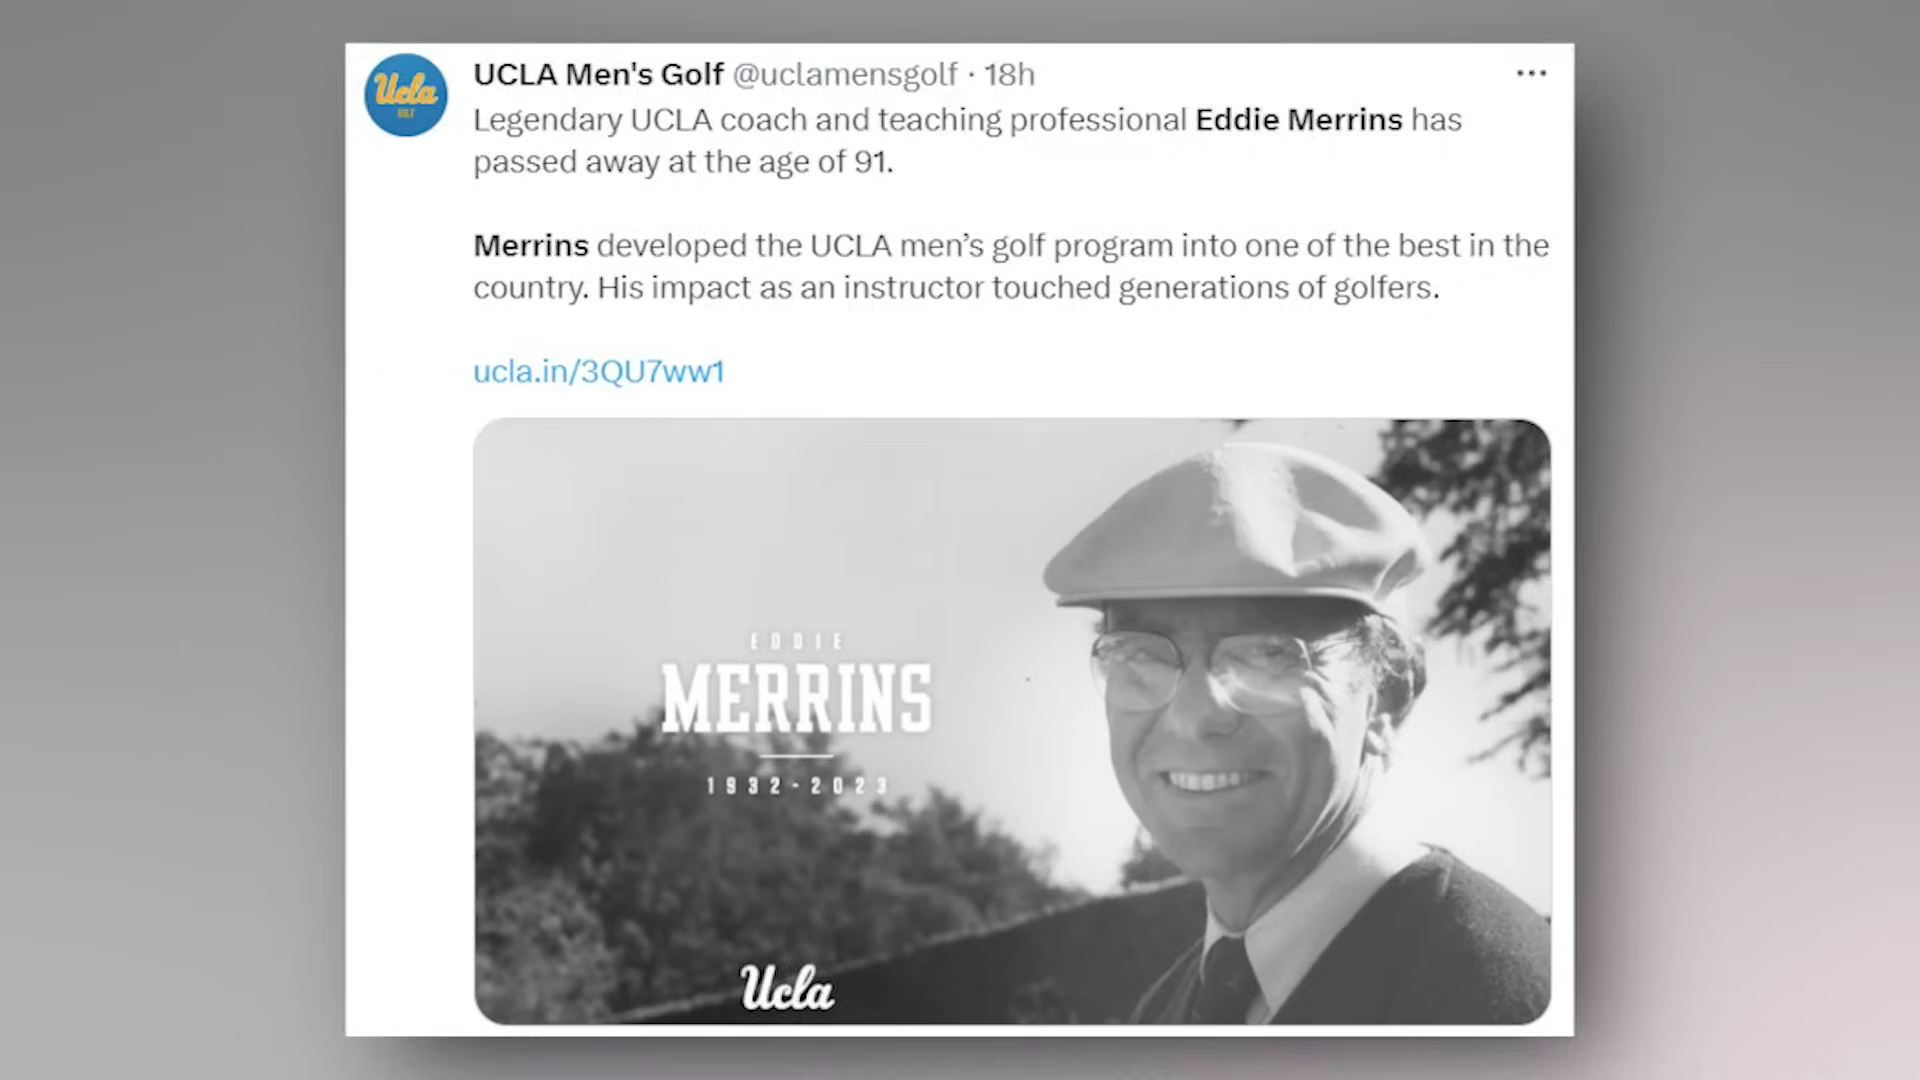 Ucla
UCLA Men's Golf @uclamensgolf · 18h
Legendary UCLA coach and teaching professional Eddie Merrins has
passed away at the age of 91.
Merrins developed the UCLA men’s golf program into one of the best in the
country. His impact as an instructor touched generations of golfers.
ucla.in/3QU7ww1
EDDIE
MERRINS
1932-2023
Ucla